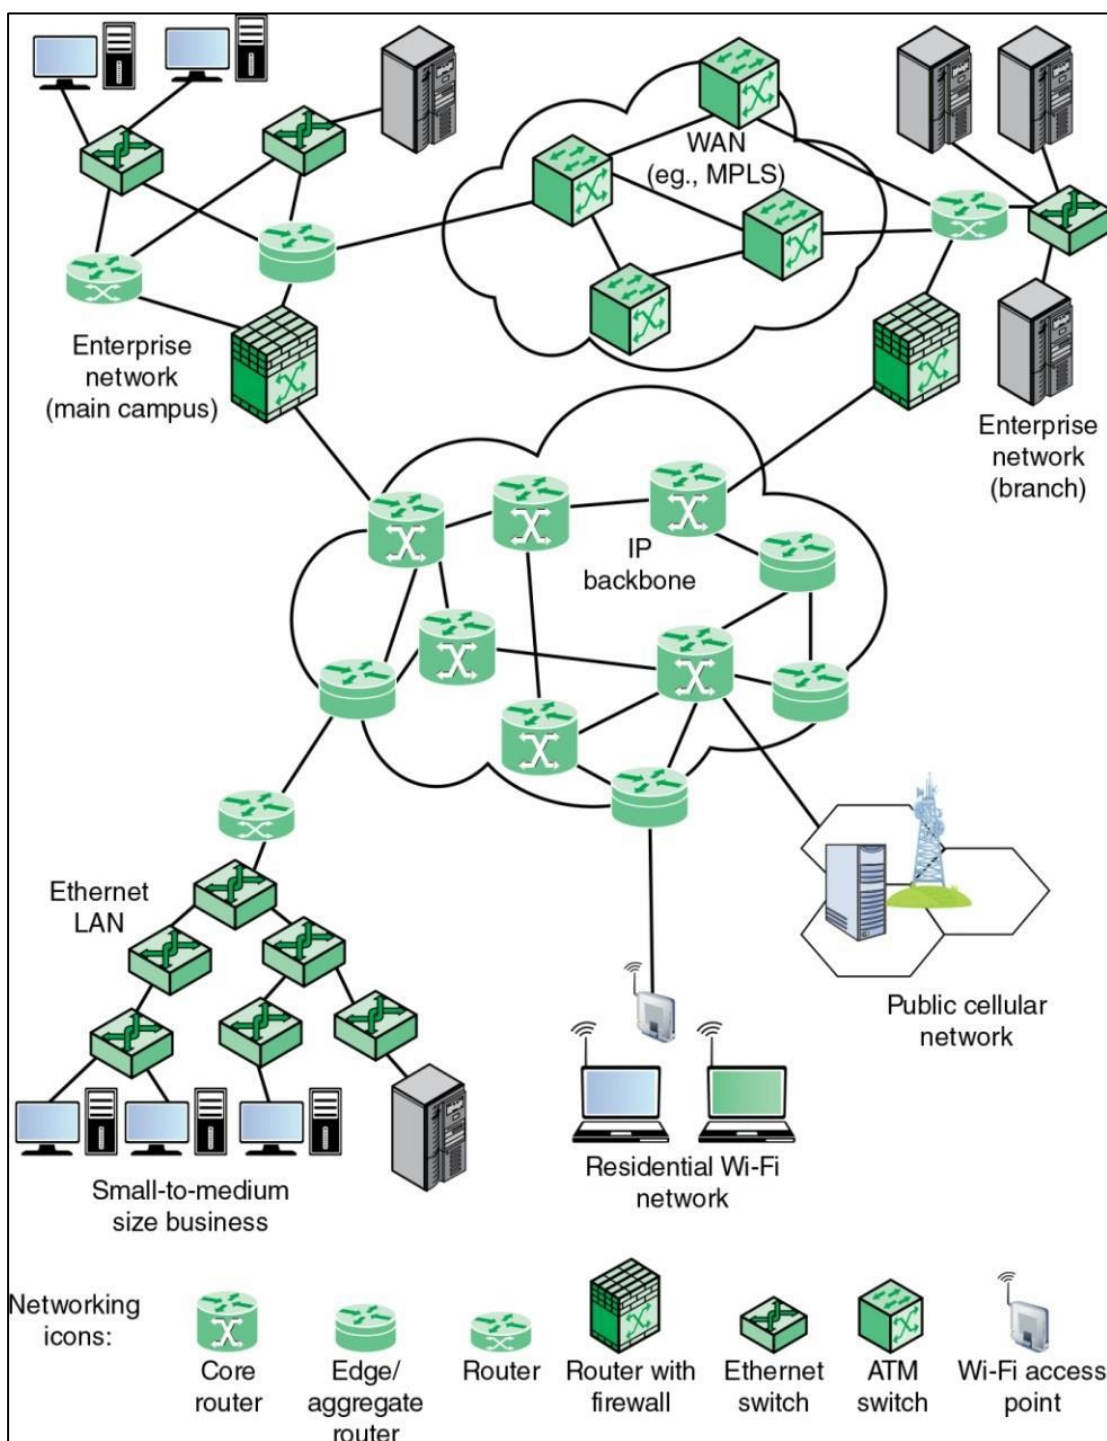 WAN
(eg., MPLS)
Enterprise
network
(main campus)
Enterprise
network
(branch)
IP
backbone
Ethernet
LAN
Public cellular
network
Residential Wi-Fi
network
Small-to-medium
size business
Networking
icons:
Core
router
Edge/
aggregate
router
Router
Router with
firewall
Ethernet
switch
ATM
switch
Wi-Fi access
point